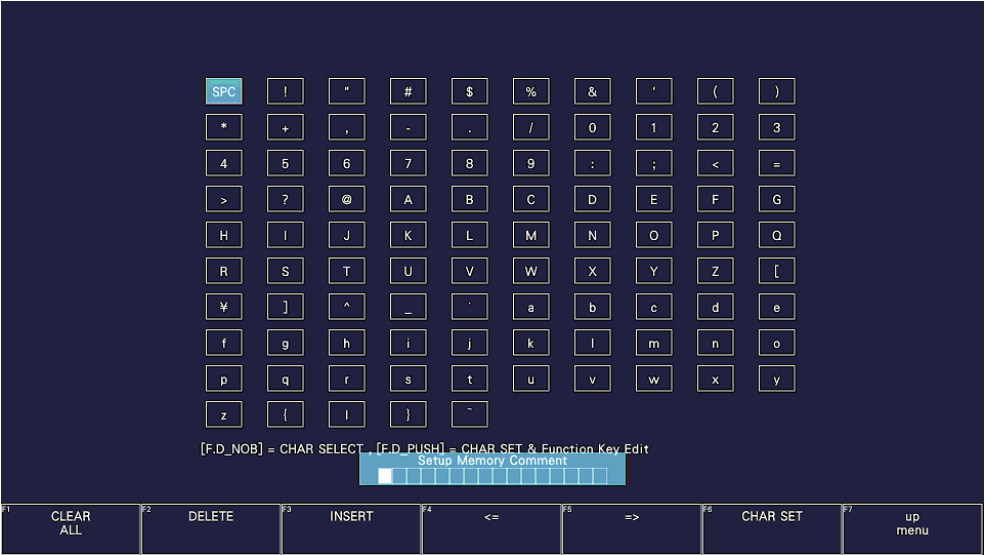 SPC ! " # $ % & ' ( )
* + , - . / 0 1 2 3
4 5 6 7 8 9 : ; < =
> ? @ A B C D E F G
H I J K L M N O P Q
R S T U V W X Y Z [
¥ ] ^ _ ` a b c d e
f g h i j k l m n o
p q r s t u v w x y
z { | } ~
[F.D_NOB] = CHAR SELECT , [F.D_PUSH] = CHAR SET & Function Key Edit
Setup Memory Comment
F1 CLEAR ALL
F2 DELETE
F3 INSERT
F4 <=
F5 =>
F6 CHAR SET
F7 up menu